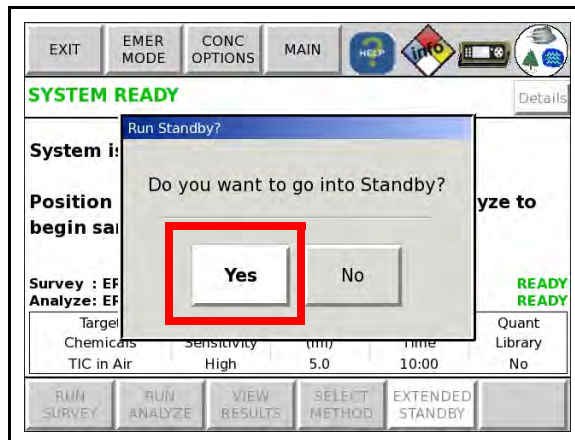 EXIT
EMER MODE
CONC OPTIONS
MAIN
HELP
info
SYSTEM READY
Details
Run Standby?
System is
Do you want to go into Standby?
Position
yze to
begin sa
Yes
No
Survey : E
READY
Analyze: E
READY
Targe
Quant
Chemicals Sensitivity (m) Time Library
TIC in Air High 5.0 10:00 No
RUN SURVEY
RUN ANALYZE
VIEW RESULTS
SELECT METHOD
EXTENDED STANDBY